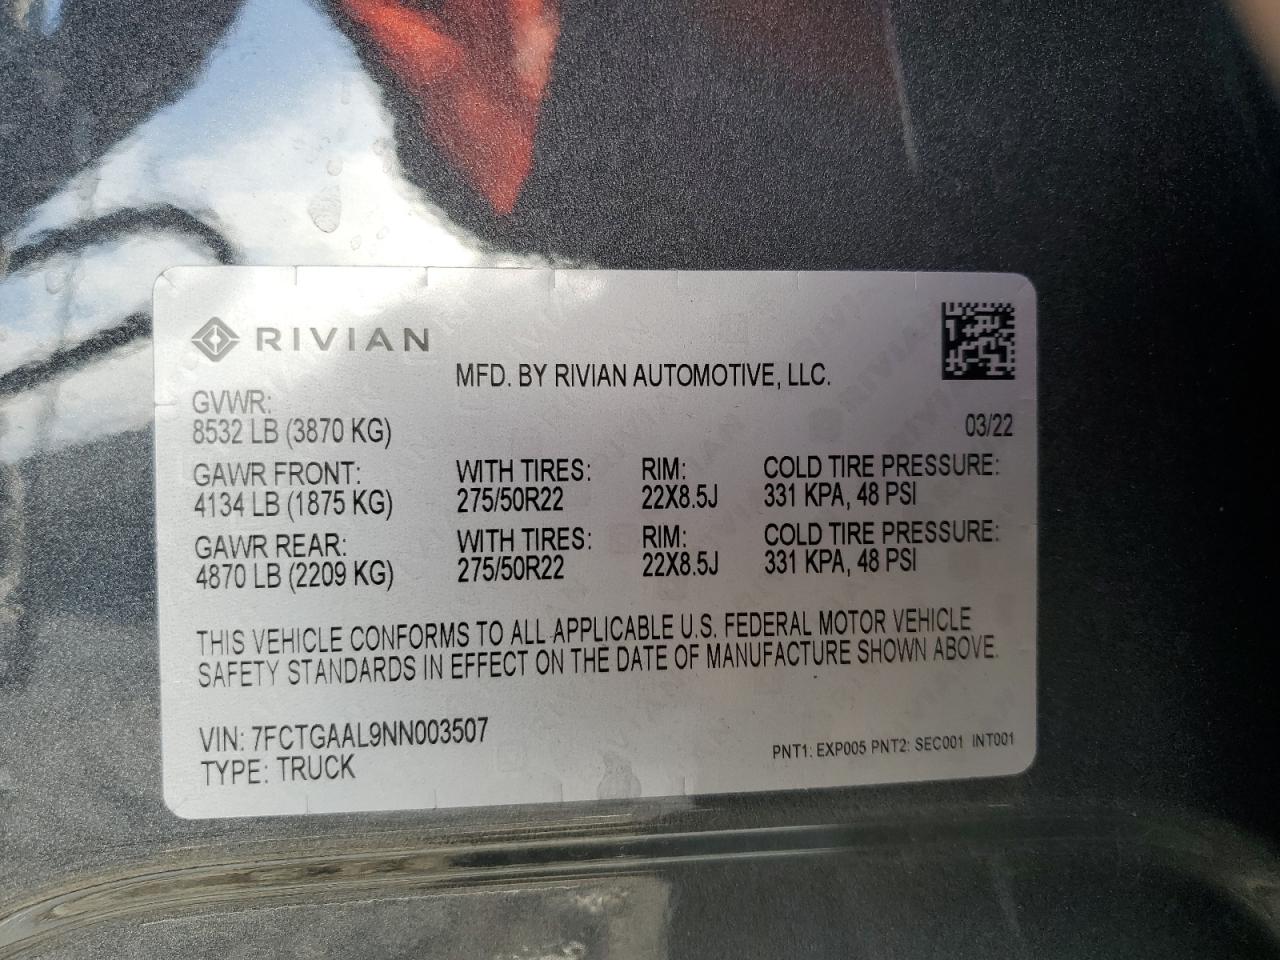 RIVIAN
MFD. BY RIVIAN AUTOMOTIVE, LLC.
GVWR:
8532 LB (3870 KG)
03/22
GAWR FRONT: WITH TIRES: RIM: COLD TIRE PRESSURE:
4134 LB (1875 KG) 275/50R22 22X8.5J 331 KPA, 48 PSI
GAWR REAR: WITH TIRES: RIM: COLD TIRE PRESSURE:
4870 LB (2209 KG) 275/50R22 22X8.5J 331 KPA, 48 PSI
THIS VEHICLE CONFORMS TO ALL APPLICABLE U.S. FEDERAL MOTOR VEHICLE
SAFETY STANDARDS IN EFFECT ON THE DATE OF MANUFACTURE SHOWN ABOVE.
VIN: 7FCTGAAL9NN003507
TYPE: TRUCK
PNT1: EXP005 PNT2: SEC001 INT001